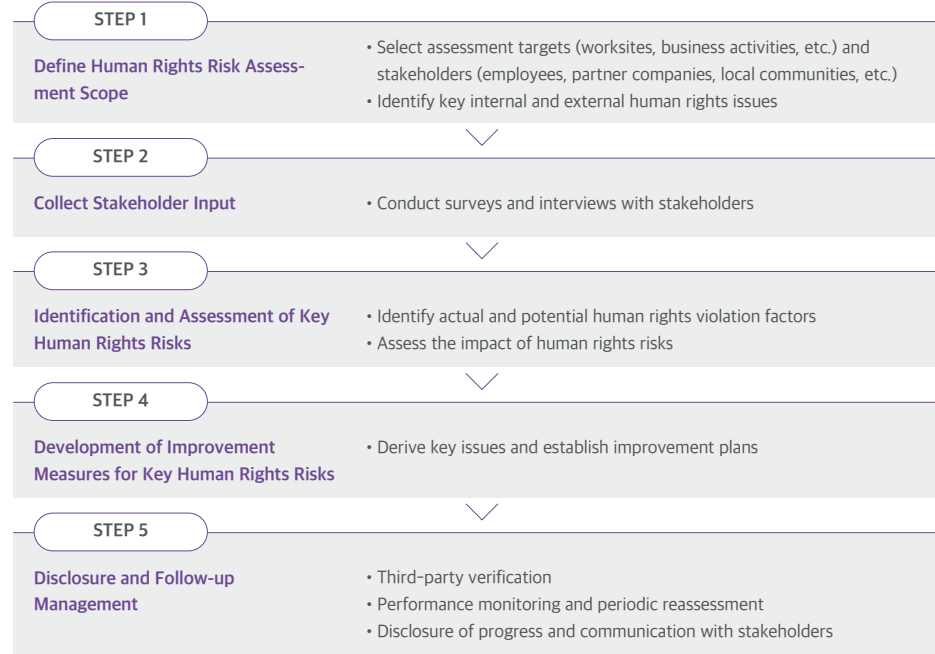 STEP 1
Define Human Rights Risk Assess-
ment Scope
• Select assessment targets (worksites, business activities, etc.) and
stakeholders (employees, partner companies, local communities, etc.)
• Identify key internal and external human rights issues
STEP 2
Collect Stakeholder Input
• Conduct surveys and interviews with stakeholders
STEP 3
Identification and Assessment of Key
Human Rights Risks
• Identify actual and potential human rights violation factors
• Assess the impact of human rights risks
STEP 4
Development of Improvement
Measures for Key Human Rights Risks
• Derive key issues and establish improvement plans
STEP 5
Disclosure and Follow-up
Management
• Third-party verification
• Performance monitoring and periodic reassessment
• Disclosure of progress and communication with stakeholders